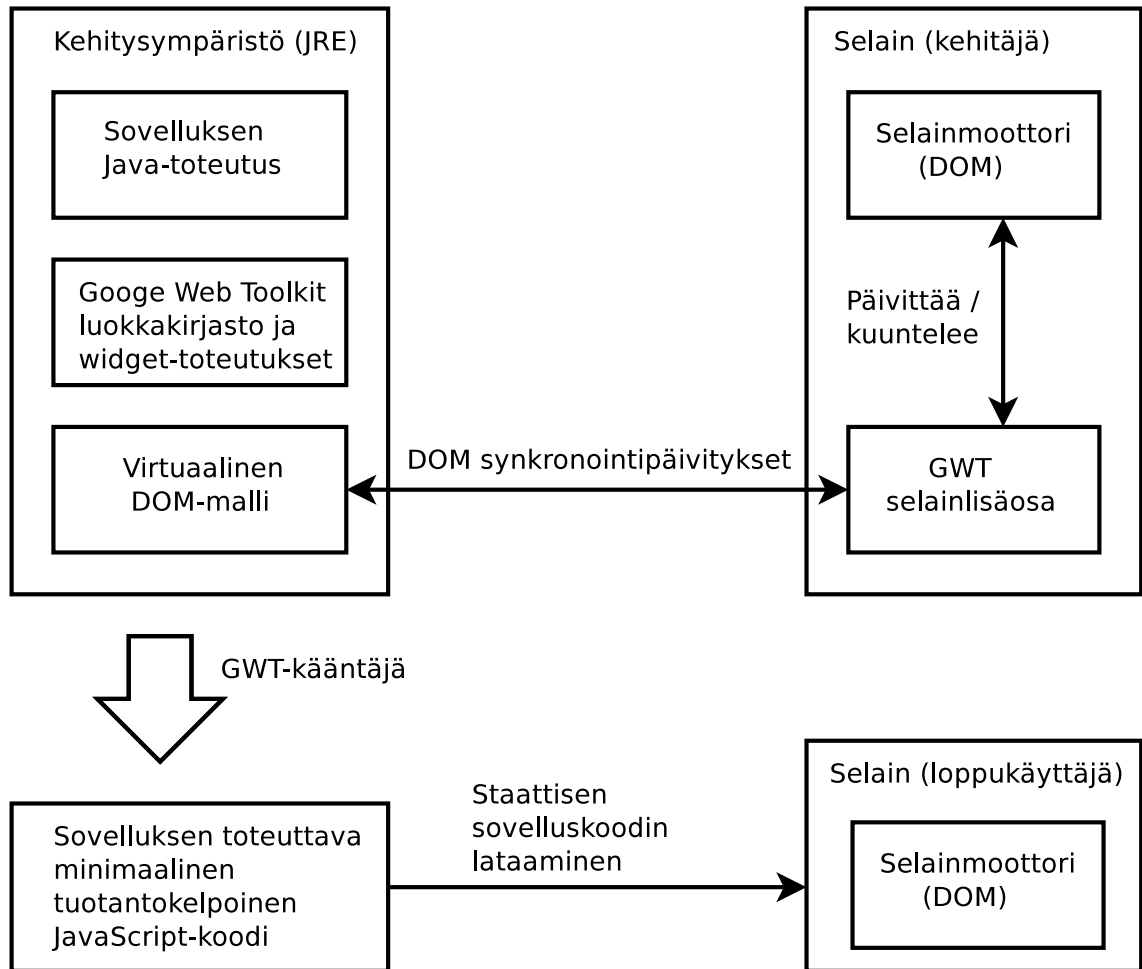 Kehitysympäristö (JRE)
Sovelluksen
Java-toteutus
Googe Web Toolkit
luokkakirjasto ja
widget-toteutukset
Virtuaalinen
DOM-malli
DOM synkronointipäivitykset
Selain (kehitäjä)
Selainmoottori
(DOM)
Päivittää /
kuuntelee
GWT
selainlisäosa
GWT-kääntäjä
Sovelluksen toteuttava
minimaalinen
tuotantokelpoinen
JavaScript-koodi
Staattisen
sovelluskoodin
lataaminen
Selain (loppukäyttäjä)
Selainmoottori
(DOM)